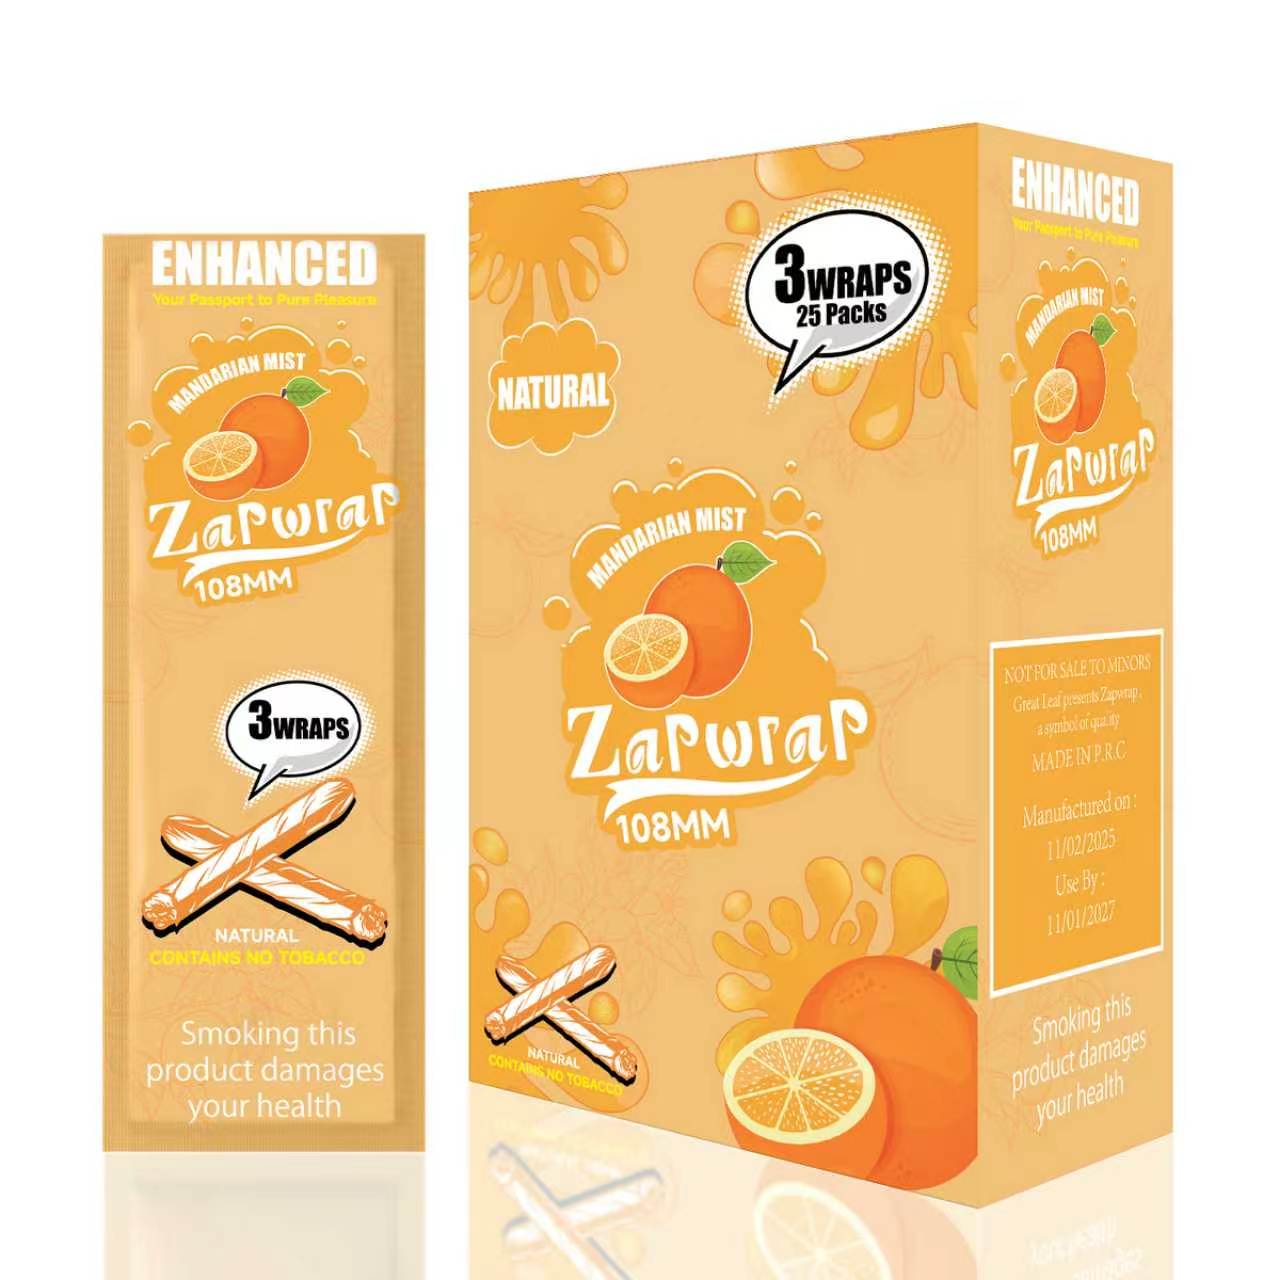 ENHANCED
Your Passport to Pure Pleasure
MANDARIAN MIST
Zapwrap
108MM
3WRAPS
NATURAL
CONTAINS NO TOBACCO
Smoking this
product damages
your health
3WRAPS
25 Packs
NATURAL
MANDARIAN MIST
Zapwrap
108MM
NATURAL
CONTAINS NO TOBACCO
ENHANCED
Your Passport to Pure Pleasure
MANDARIAN MIST
Zapwrap
108MM
NOT FOR SALE TO MINORS
Great Leaf presents Zapwrap ,
a symbol of quality
MADE IN P.R.C
Manufactured on :
11/02/2025
Use By :
11/01/2027
Smoking this
product damages
your health